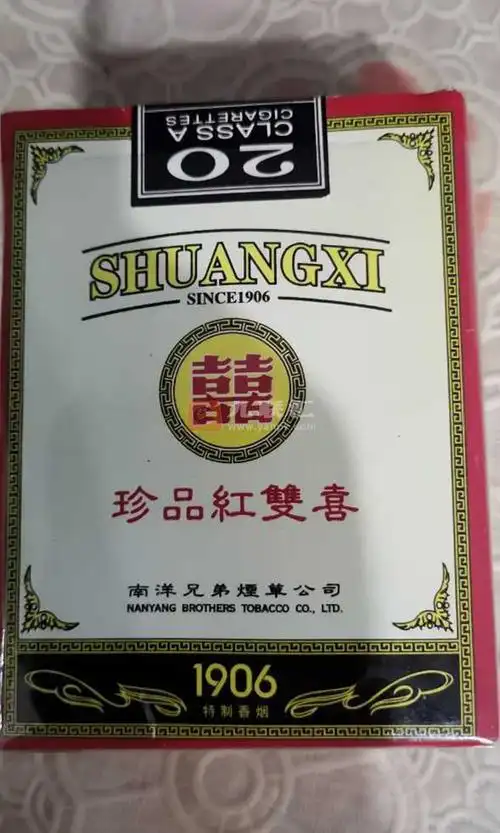 20
CLASS A
CIGARETTES
SHUANGXI
SINCE1906
囍
珍品紅雙喜
南洋兄弟煙草公司
NANYANG BROTHERS TOBACCO CO., LTD.
1906
特制香烟